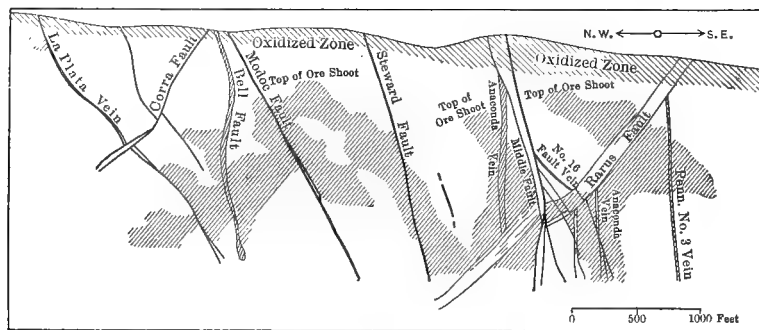 N.W. S.E.
Oxidized Zone
Oxidized Zone
La Plata Vein
Corra Fault
Bell Fault
Modoc Fault
Top of Ore Shoot
Steward Fault
Top of
Ore Shoot
Anaconda Vein
Middle Fault
Top of Ore Shoot
No. 16
Fault Vein
Rarus Fault
Anaconda
Vein
Penn. No. 3 Vein
0 500 1000 Feet